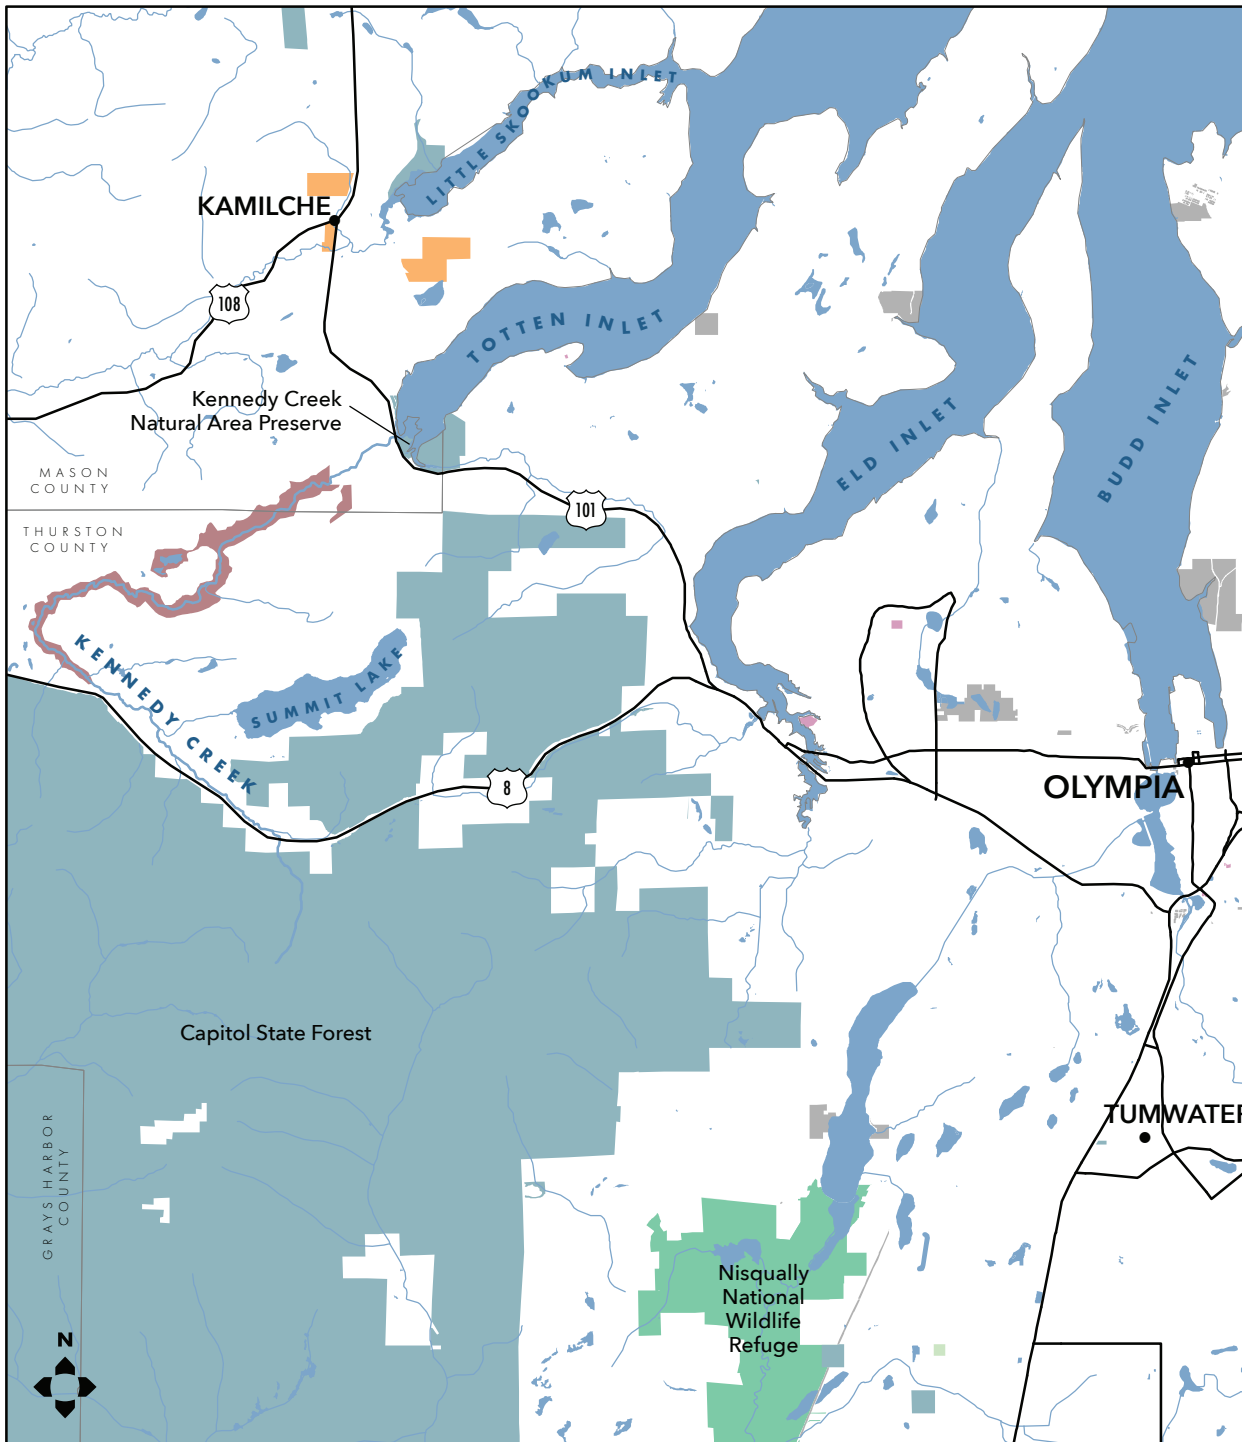 LITTLE SKOOKUM INLET
KAMILCHE
108
TOTTEN INLET
Kennedy Creek
Natural Area Preserve
ELD INLET
BUDD INLET
MASON
COUNTY
101
THURSTON
COUNTY
KENNEDY CREEK
SUMMIT LAKE
8
OLYMPIA
Capitol State Forest
GRAYS HARBOR
COUNTY
TUMWATER
Nisqually
National
Wildlife
Refuge
N